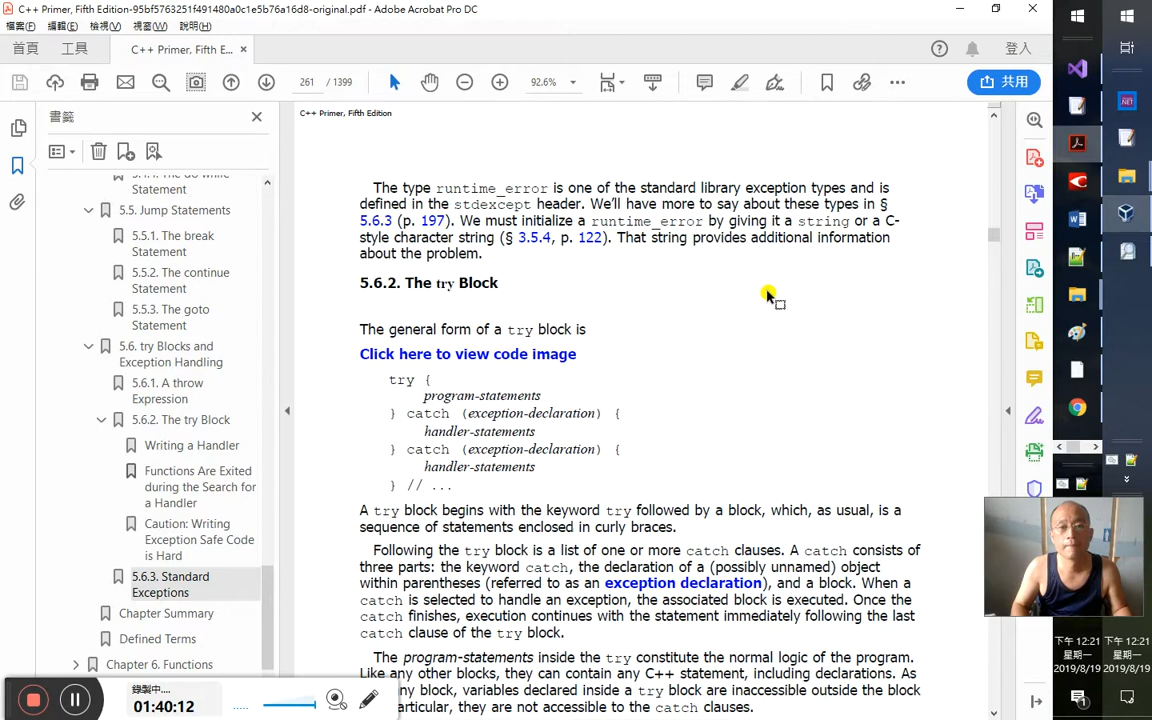 C++ Primer, Fifth Edition-95bf5763251f491480a0c1e5b76a16d8-original.pdf - Adobe Acrobat Pro DC
檔案(F) 編輯(E) 檢視(V) 視窗(W) 說明(H)
首頁 工具 C++ Primer, Fifth E... × 登入
261 / 1399 92.6% 共用
書籤
Statement
5.5. Jump Statements
5.5.1. The break
Statement
5.5.2. The continue
Statement
5.5.3. The goto
Statement
5.6. try Blocks and
Exception Handling
5.6.1. A throw
Expression
5.6.2. The try Block
Writing a Handler
Functions Are Exited
during the Search for
a Handler
Caution: Writing
Exception Safe Code
is Hard
5.6.3. Standard
Exceptions
Chapter Summary
Defined Terms
Chapter 6. Functions
C++ Primer, Fifth Edition
The type runtime_error is one of the standard library exception types and is
defined in the stdexcept header. We'll have more to say about these types in §
5.6.3 (p. 197). We must initialize a runtime_error by giving it a string or a C-
style character string (§ 3.5.4, p. 122). That string provides additional information
about the problem.
5.6.2. The try Block
The general form of a try block is
Click here to view code image
try {
program-statements
} catch (exception-declaration) {
handler-statements
} catch (exception-declaration) {
handler-statements
} // ...
A try block begins with the keyword try followed by a block, which, as usual, is a
sequence of statements enclosed in curly braces.
Following the try block is a list of one or more catch clauses. A catch consists of
three parts: the keyword catch, the declaration of a (possibly unnamed) object
within parentheses (referred to as an exception declaration), and a block. When a
catch is selected to handle an exception, the associated block is executed. Once the
catch finishes, execution continues with the statement immediately following the last
catch clause of the try block.
The program-statements inside the try constitute the normal logic of the program.
Like any other blocks, they can contain any C++ statement, including declarations. As
ny block, variables declared inside a try block are inaccessible outside the block
articular, they are not accessible to the catch clauses.
錄製中....
01:40:12
下午 12:21 下午 12:21
星期一 星期一
2019/8/19 2019/8/19